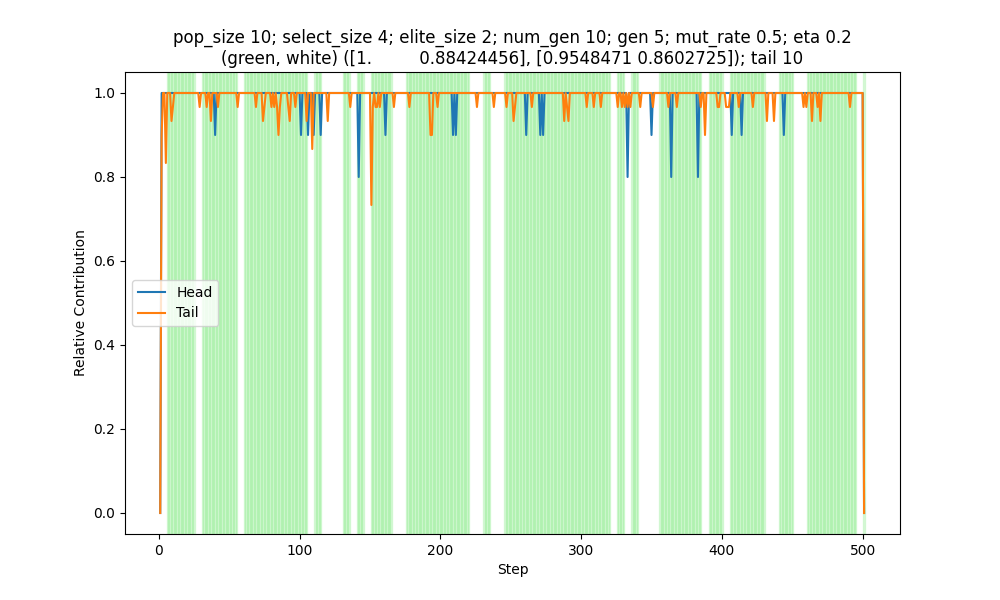 pop_size 10; select_size 4; elite_size 2; num_gen 10; gen 5; mut_rate 0.5; eta 0.2
(green, white) ([1. 0.88424456], [0.9548471 0.8602725]); tail 10
1.0
0.8
0.6
0.4
0.2
0.0
Relative Contribution
Head
Tail
0 100 200 300 400 500
Step